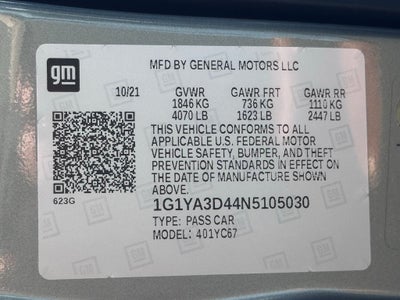 gm
MFD BY GENERAL MOTORS LLC
10/21 GVWR GAWR FRT GAWR RR
1846 KG 736 KG 1110 KG
4070 LB 1623 LB 2447 LB
THIS VEHICLE CONFORMS TO ALL
APPLICABLE U.S. FEDERAL MOTOR
VEHICLE SAFETY, BUMPER, AND THEFT
PREVENTION STANDARDS IN EFFECT ON
THE DATE OF MANUFACTURE SHOWN
ABOVE.
623G
1G1YA3D44N5105030
TYPE: PASS CAR
MODEL: 401YC67